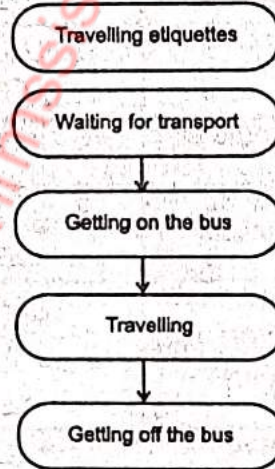 Travelling etiquettes
Waiting for transport
Getting on the bus
Travelling
Getting off the bus